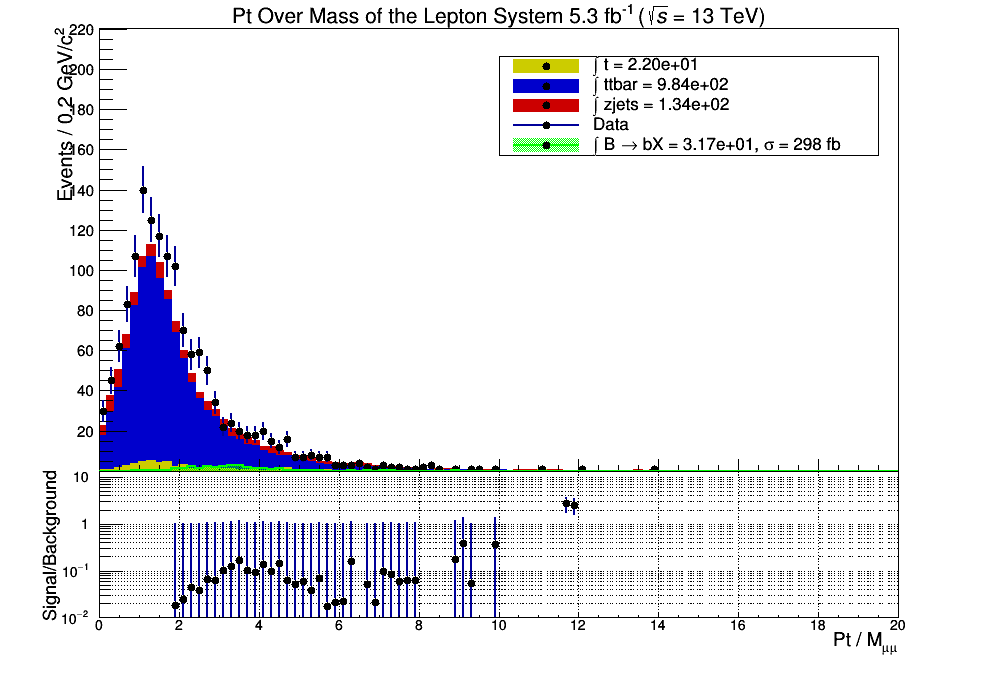 Pt Over Mass of the Lepton System 5.3 fb⁻¹ (√s = 13 TeV)
Events / 0.2 GeV/c²
220
200
180
160
140
120
100
80
60
40
20
∫ t = 2.20e+01
∫ ttbar = 9.84e+02
∫ zjets = 1.34e+02
Data
∫ B → bX = 3.17e+01, σ = 298 fb
Signal/Background
10
1
10⁻¹
10⁻²
0 2 4 6 8 10 12 14 16 18 20
Pt / M_μμ